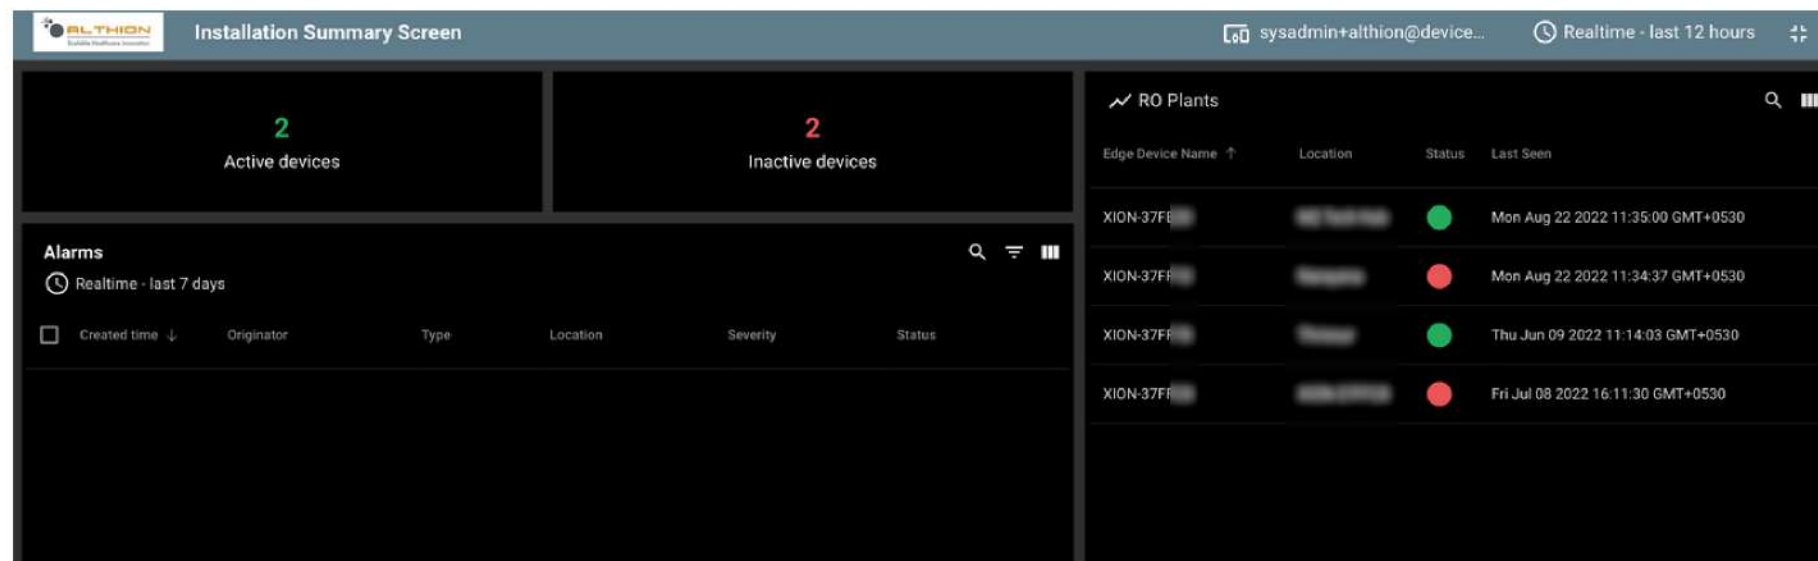 ALTHION
Scalable Healthcare Innovation
Installation Summary Screen
sysadmin+althion@device...
Realtime - last 12 hours
2
Active devices
2
Inactive devices
Alarms
Realtime - last 7 days
Created time ↓ Originator Type Location Severity Status
RO Plants
Edge Device Name ↑ Location Status Last Seen
XION-37F Mon Aug 22 2022 11:35:00 GMT+0530
XION-37F Mon Aug 22 2022 11:34:37 GMT+0530
XION-37F Thu Jun 09 2022 11:14:03 GMT+0530
XION-37F Fri Jul 08 2022 16:11:30 GMT+0530